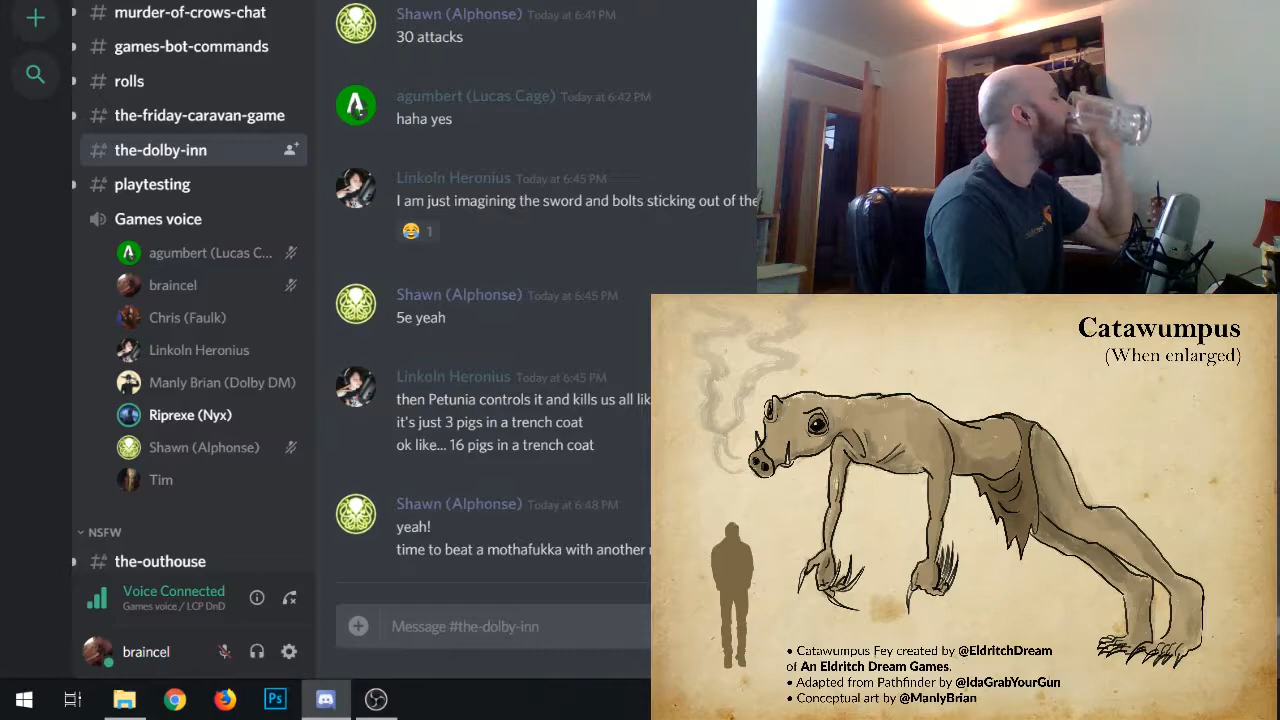 murder-of-crows-chat
games-bot-commands
rolls
the-friday-caravan-game
the-dolby-inn
playtesting
Games voice
agumbert (Lucas C...
braincel
Chris (Faulk)
Linkoln Heronius
Manly Brian (Dolby DM)
Riprexe (Nyx)
Shawn (Alphonse)
Tim
NSFW
the-outhouse
Voice Connected
Games voice / LCP DnD
braincel
Shawn (Alphonse) Today at 6:41 PM
30 attacks
agumbert (Lucas Cage) Today at 6:42 PM
haha yes
Linkoln Heronius Today at 6:45 PM
I am just imagining the sword and bolts sticking out of the
😂 1
Shawn (Alphonse) Today at 6:45 PM
5e yeah
Linkoln Heronius Today at 6:45 PM
then Petunia controls it and kills us all lik
it's just 3 pigs in a trench coat
ok like... 16 pigs in a trench coat
Shawn (Alphonse) Today at 6:48 PM
yeah!
time to beat a mothafukka with another
Message #the-dolby-inn
Ps
Catawumpus
(When enlarged)
• Catawumpus Fey created by @EldritchDream
of An Eldritch Dream Games.
• Adapted from Pathfinder by @IdaGrabYourGun
• Conceptual art by @ManlyBrian